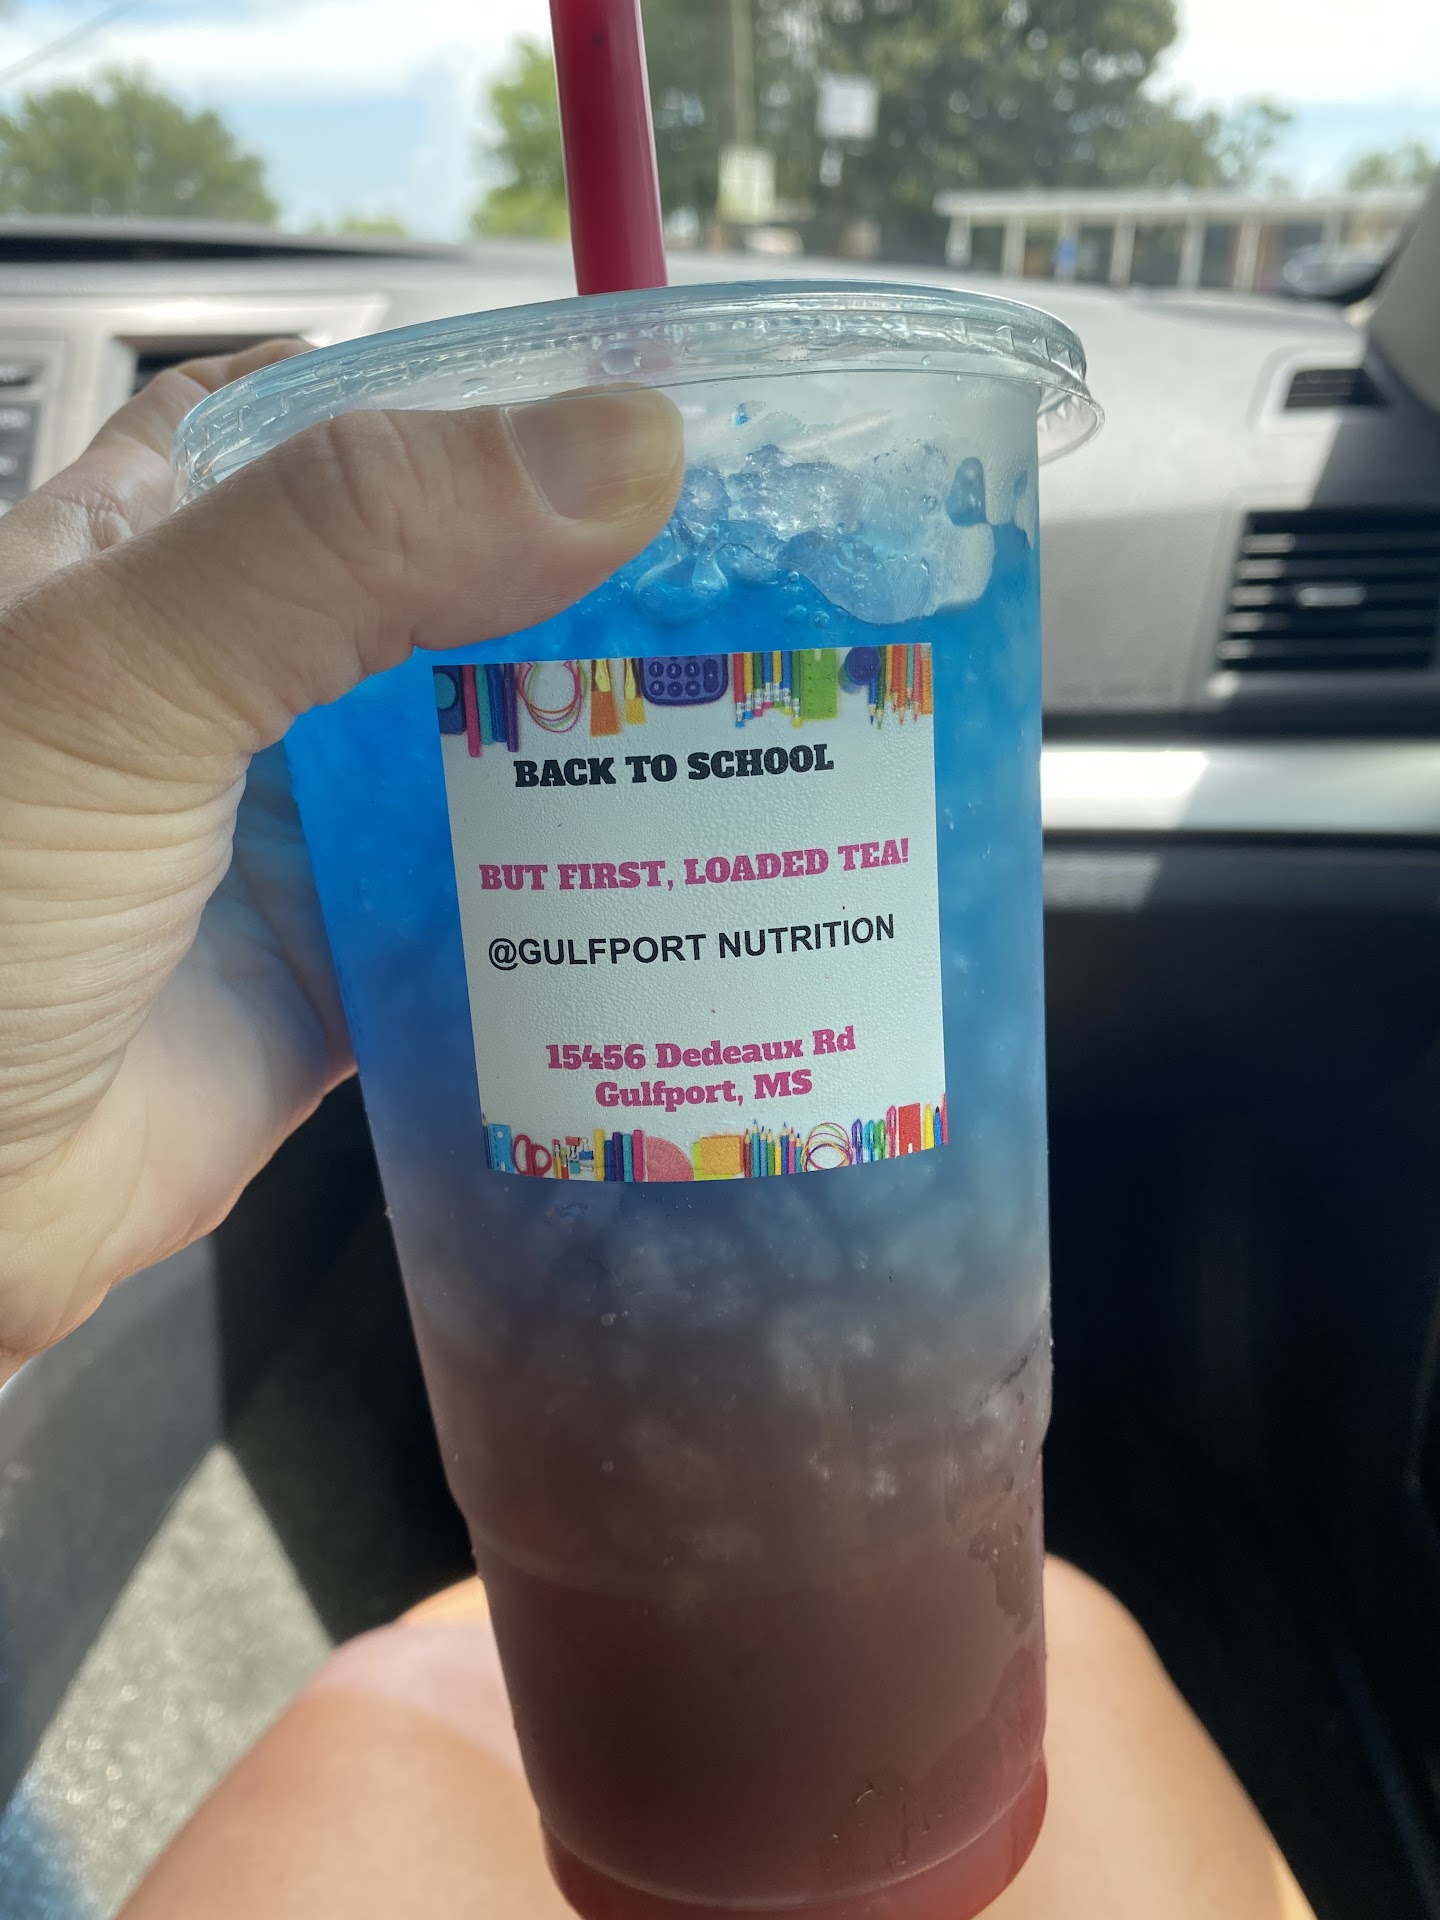 BACK TO SCHOOL
BUT FIRST, LOADED TEA!
@GULFPORT NUTRITION
15456 Dedeaux Rd
Gulfport, MS